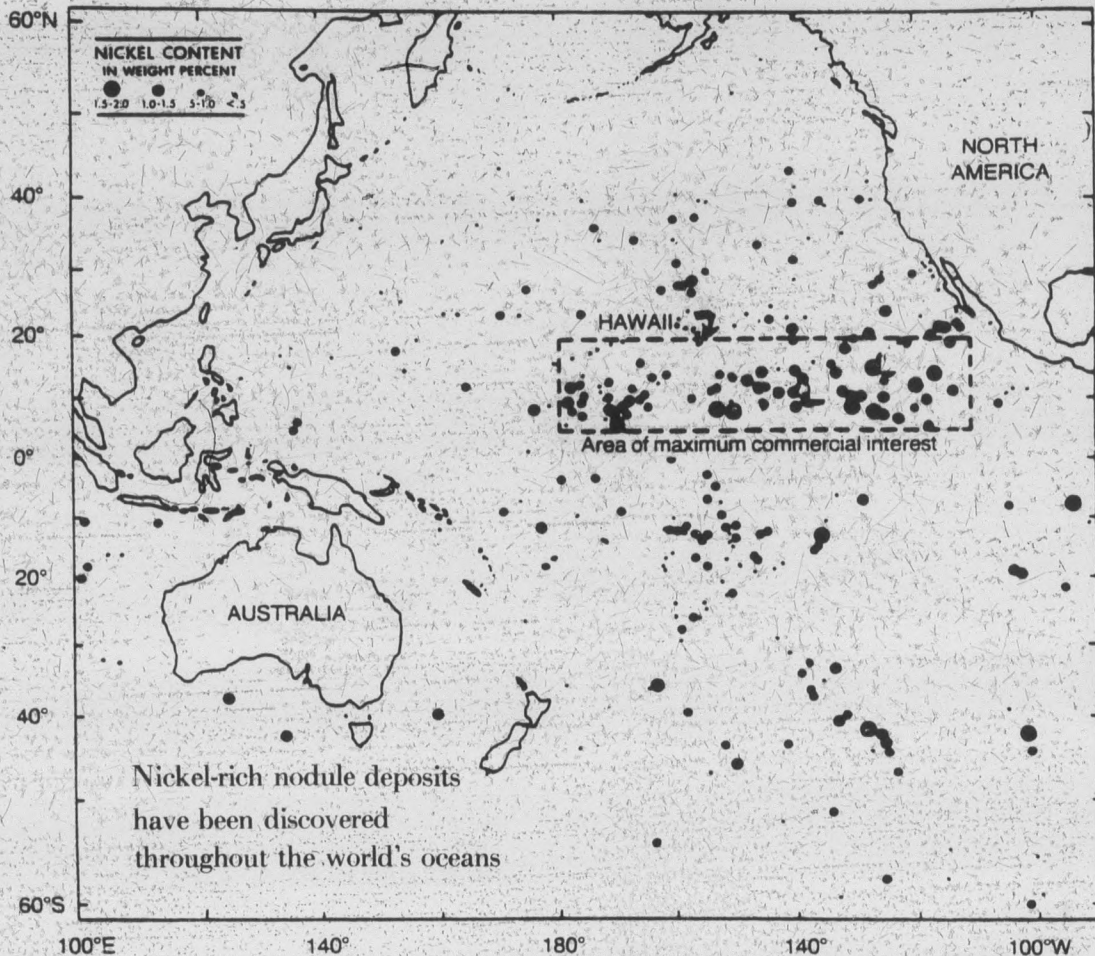 60°N
NICKEL CONTENT
IN WEIGHT PERCENT
1.5-2.0 1.0-1.5 .5-1.0 <.5
NORTH
AMERICA
40°
20°
HAWAII
Area of maximum commercial interest
0°
20°
AUSTRALIA
40°
Nickel-rich nodule deposits
have been discovered
throughout the world's oceans
60°S
100°E 140° 180° 140° 100°W